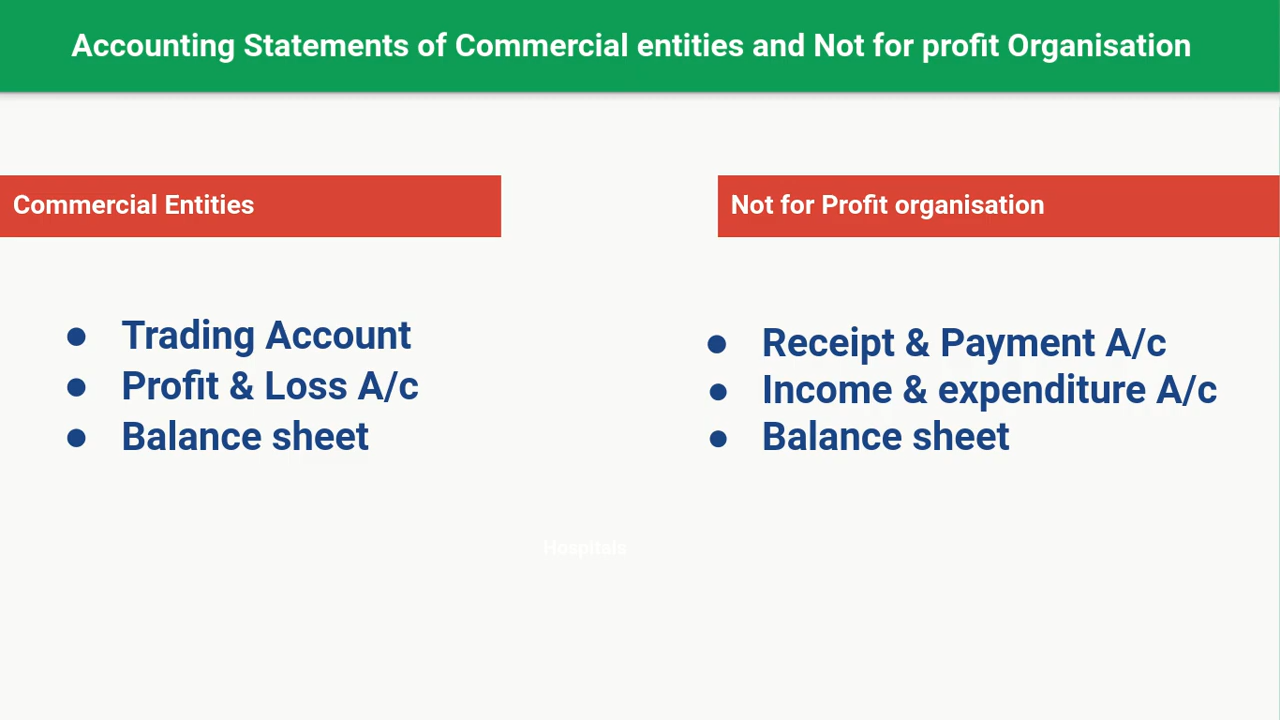 Accounting Statements of Commercial entities and Not for profit Organisation
Commercial Entities
Not for Profit organisation
● Trading Account
● Profit & Loss A/c
● Balance sheet
● Receipt & Payment A/c
● Income & expenditure A/c
● Balance sheet
Hospitals